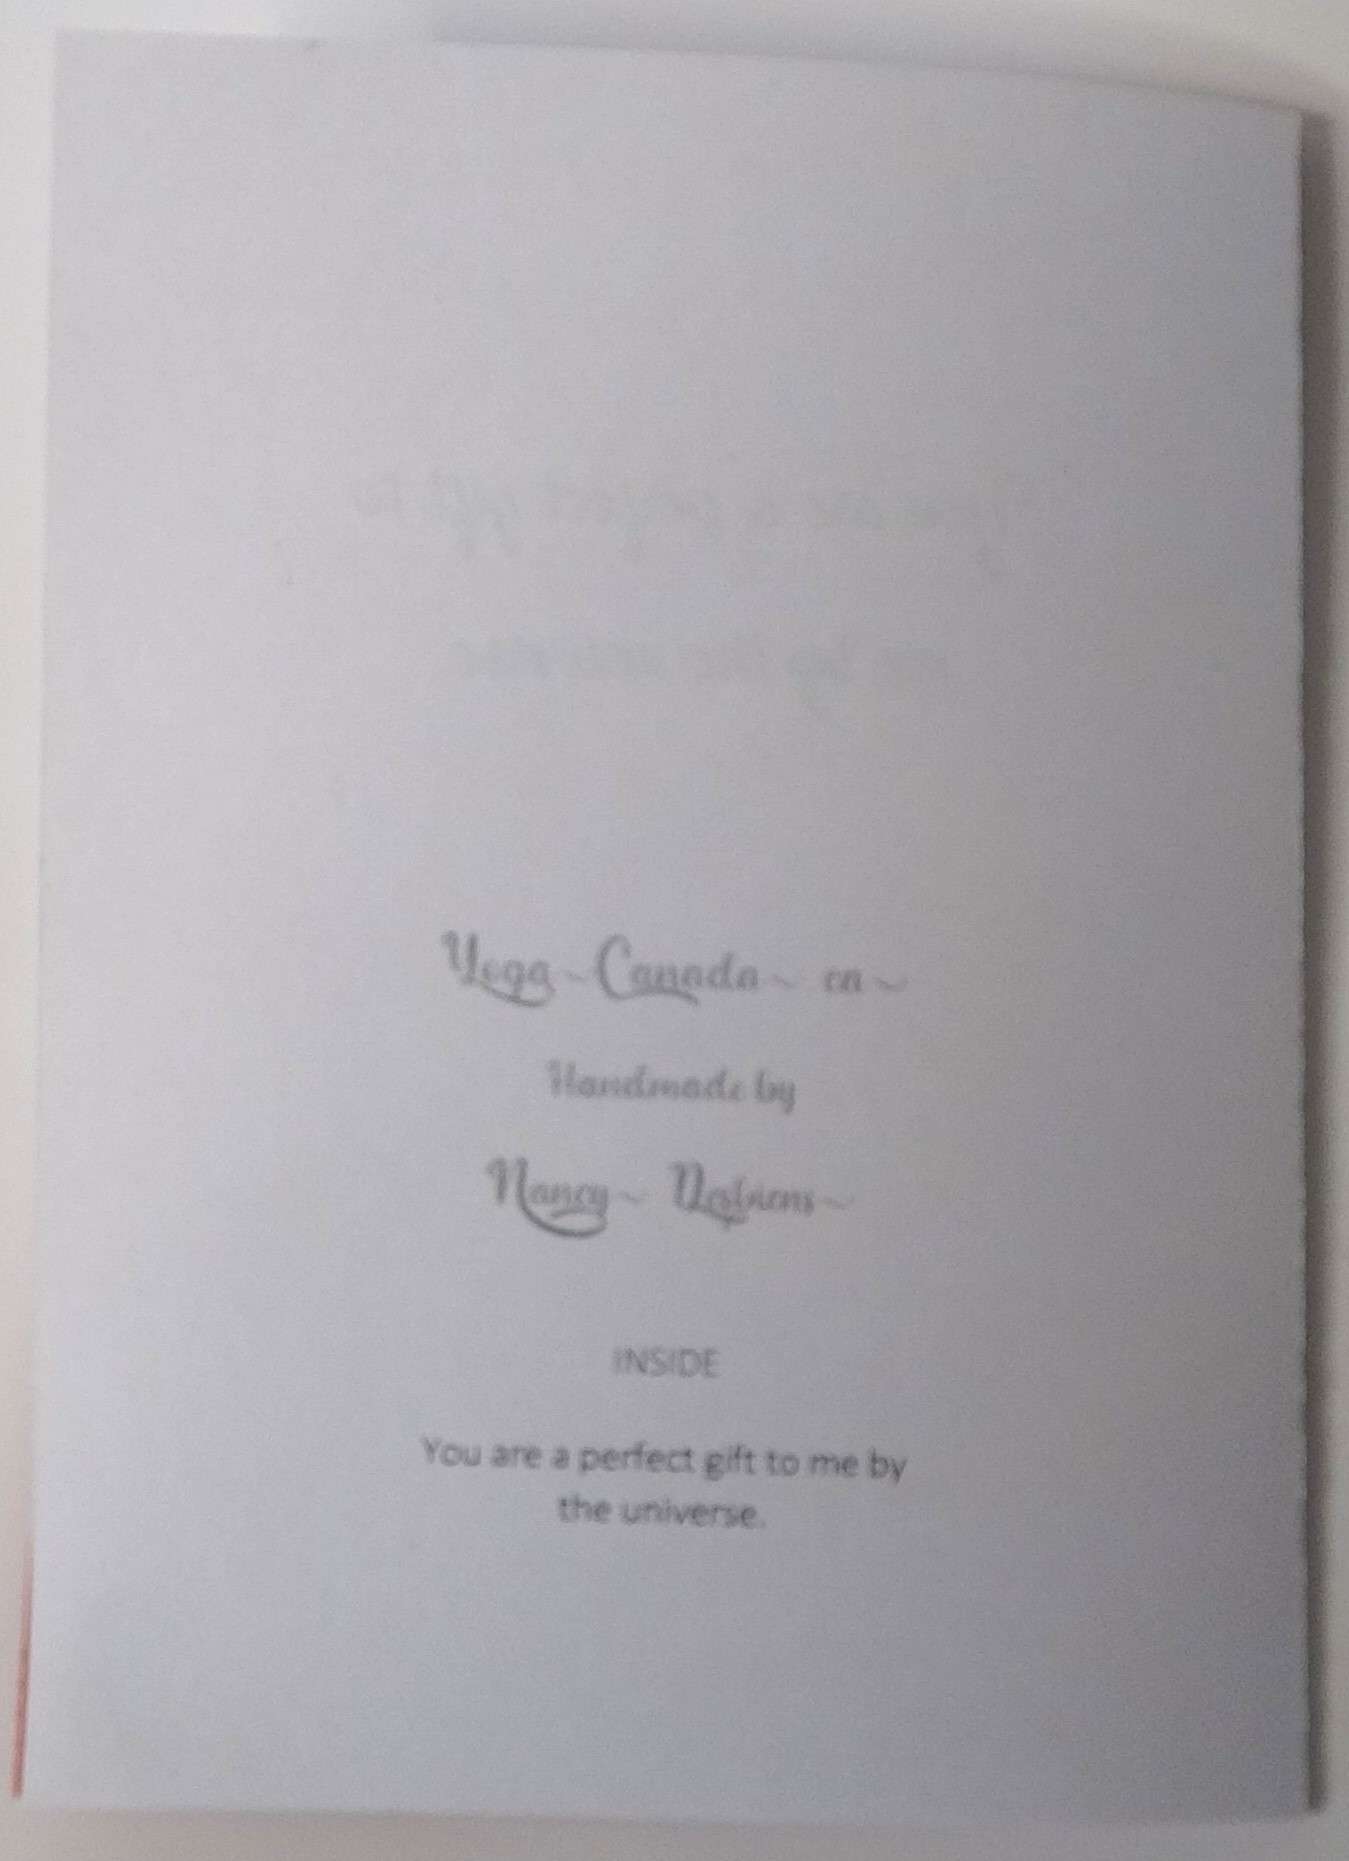 Yoga~Canada~ ca~
Handmade by
Nancy~
INSIDE
You are a perfect gift to me by
the universe.